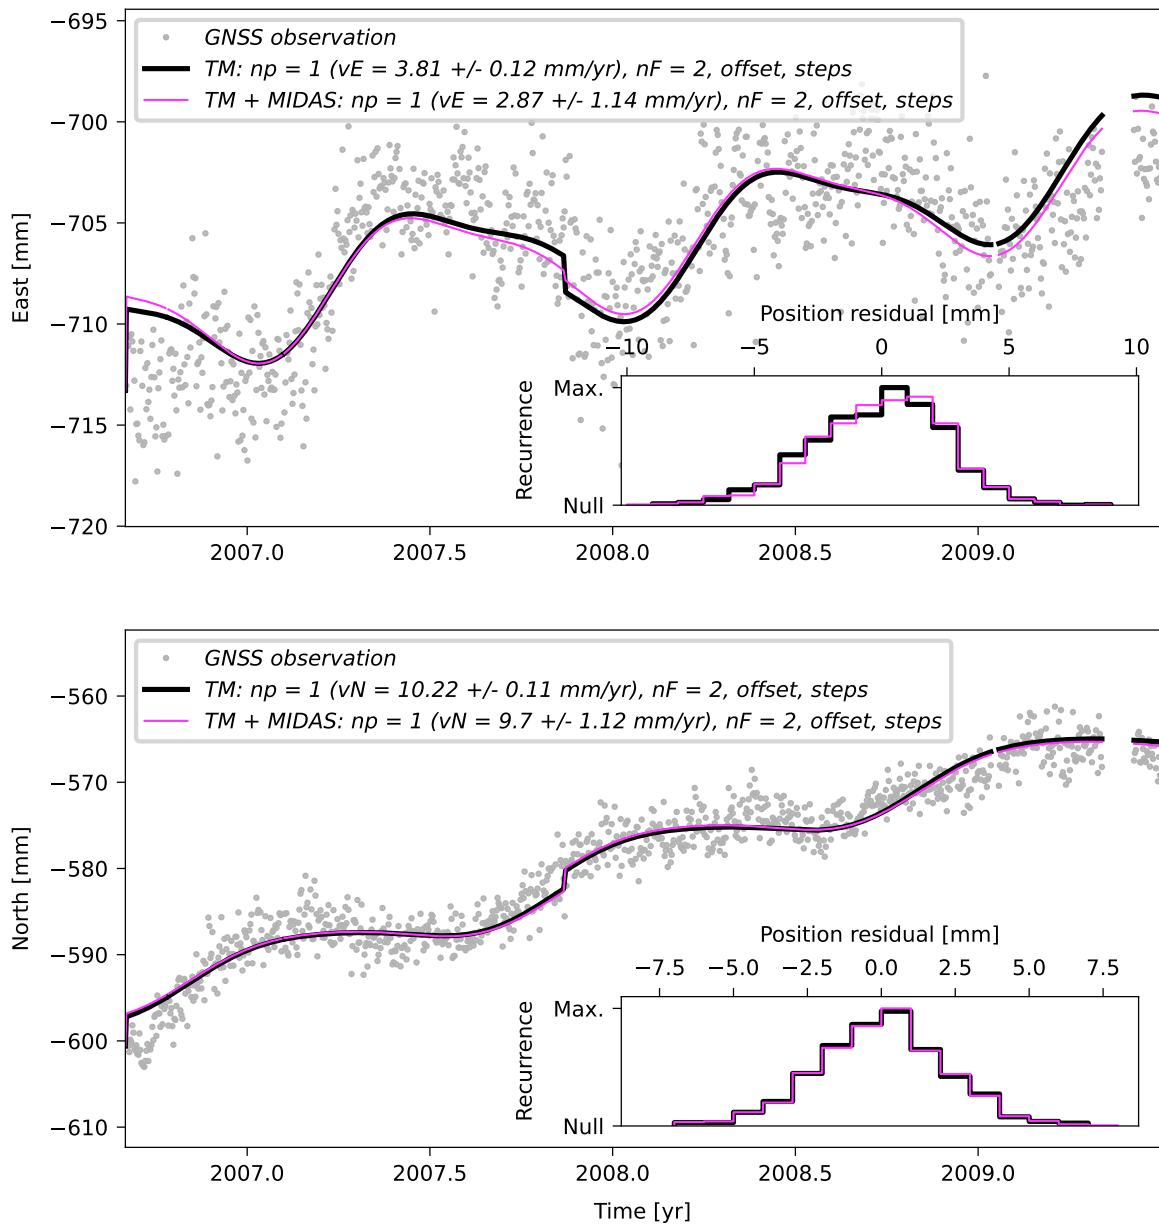 −695
GNSS observation
TM: np = 1 (vE = 3.81 +/- 0.12 mm/yr), nF = 2, offset, steps
TM + MIDAS: np = 1 (vE = 2.87 +/- 1.14 mm/yr), nF = 2, offset, steps
−700
−705
East [mm]
−710
Position residual [mm]
−10 −5 0 5 10
−715
Max.
Recurrence
Null
−720
2007.0 2007.5 2008.0 2008.5 2009.0
GNSS observation
TM: np = 1 (vN = 10.22 +/- 0.11 mm/yr), nF = 2, offset, steps
TM + MIDAS: np = 1 (vN = 9.7 +/- 1.12 mm/yr), nF = 2, offset, steps
−560
−570
−580
North [mm]
−590
Position residual [mm]
−7.5 −5.0 −2.5 0.0 2.5 5.0 7.5
−600
Max.
Recurrence
Null
−610
2007.0 2007.5 2008.0 2008.5 2009.0
Time [yr]